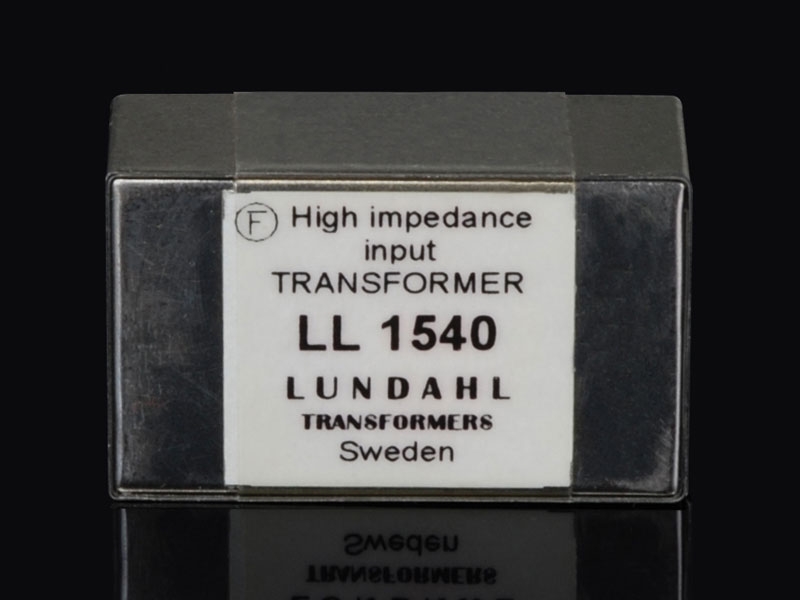 Ⓕ High impedance
input
TRANSFORMER
LL 1540
LUNDAHL
TRANSFORMERS
Sweden